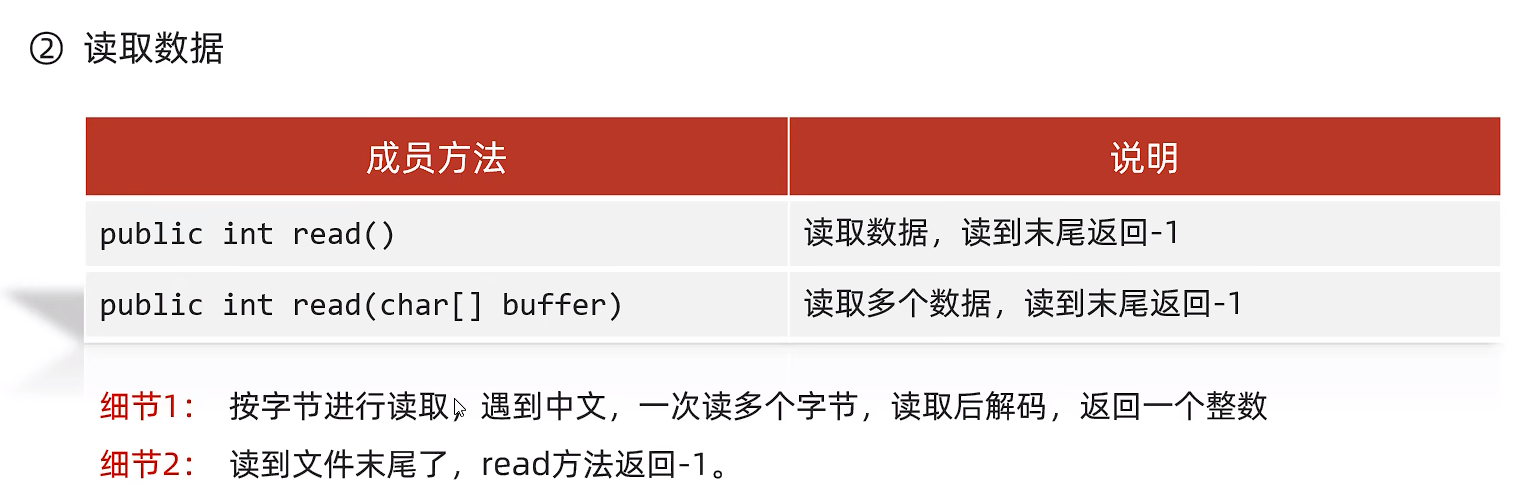 ② 读取数据
成员方法 说明
public int read() 读取数据，读到末尾返回-1
public int read(char[] buffer) 读取多个数据，读到末尾返回-1
细节1： 按字节进行读取，遇到中文，一次读多个字节，读取后解码，返回一个整数
细节2： 读到文件末尾了，read方法返回-1。